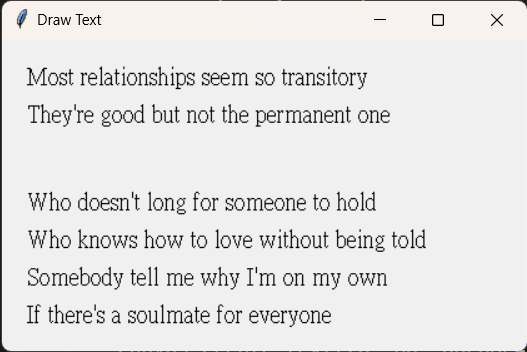 Draw Text
Most relationships seem so transitory
They're good but not the permanent one
Who doesn't long for someone to hold
Who knows how to love without being told
Somebody tell me why I'm on my own
If there's a soulmate for everyone